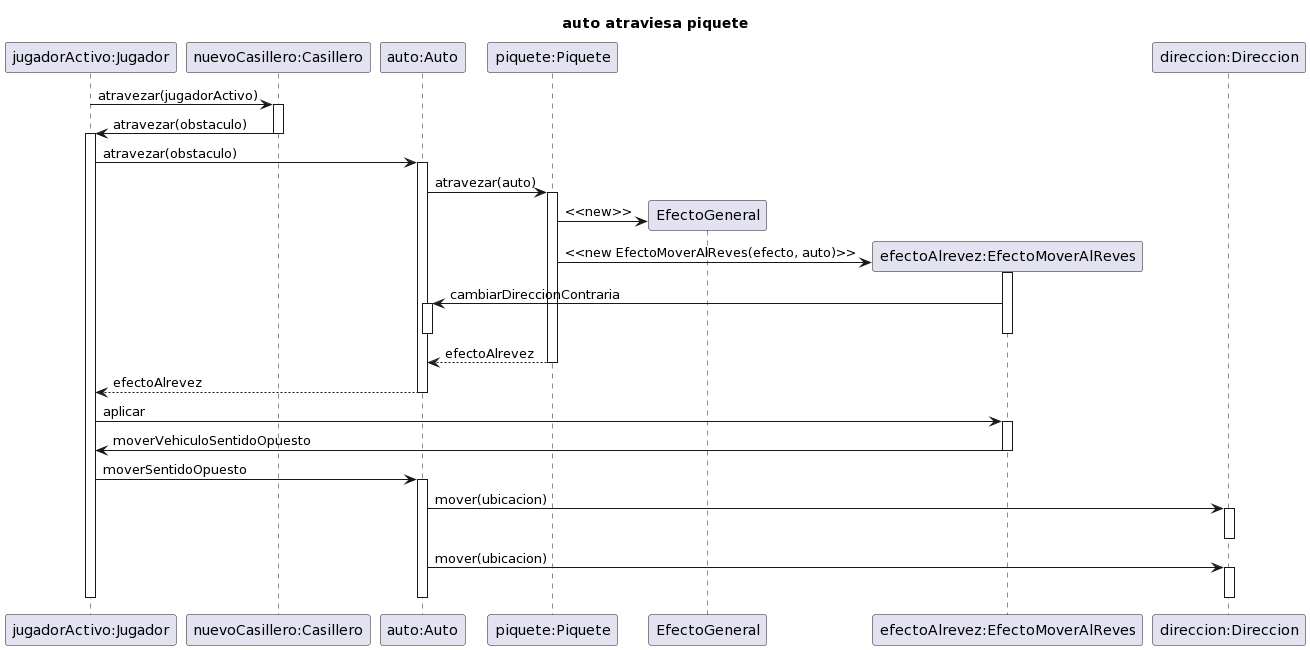 auto atraviesa piquete
jugadorActivo:Jugador
nuevoCasillero:Casillero
auto:Auto
piquete:Piquete
direccion:Direccion
atravezar(jugadorActivo)
atravezar(obstaculo)
atravezar(obstaculo)
atravezar(auto)
<<new>>
EfectoGeneral
<<new EfectoMoverAlReves(efecto, auto)>>
efectoAlrevez:EfectoMoverAlReves
cambiarDireccionContraria
efectoAlrevez
efectoAlrevez
aplicar
moverVehiculoSentidoOpuesto
moverSentidoOpuesto
mover(ubicacion)
mover(ubicacion)
jugadorActivo:Jugador
nuevoCasillero:Casillero
auto:Auto
piquete:Piquete
EfectoGeneral
efectoAlrevez:EfectoMoverAlReves
direccion:Direccion